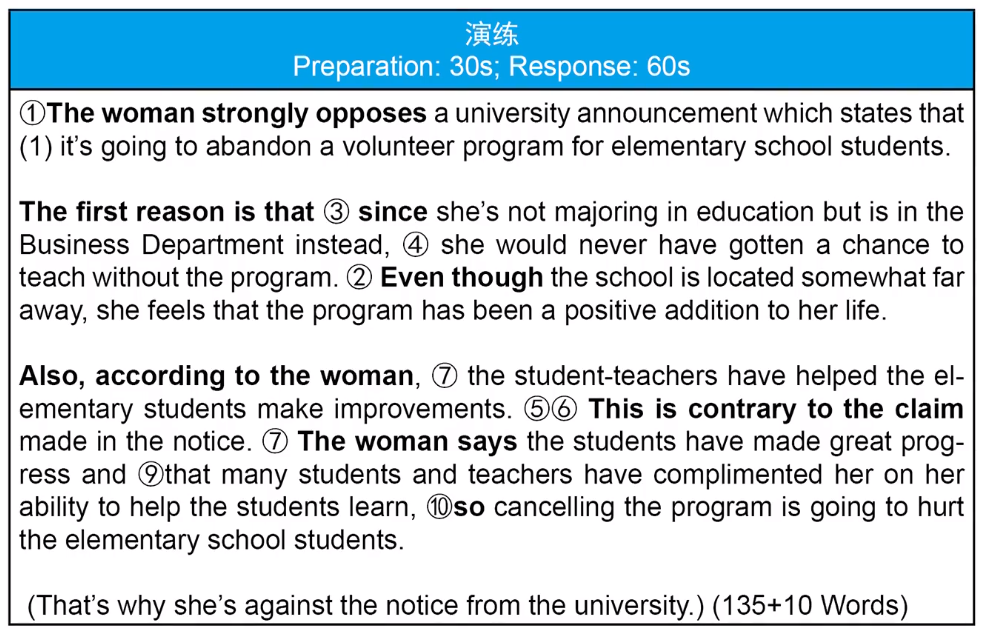 演练
Preparation: 30s; Response: 60s
①The woman strongly opposes a university announcement which states that
(1) it's going to abandon a volunteer program for elementary school students.
The first reason is that ③ since she's not majoring in education but is in the
Business Department instead, ④ she would never have gotten a chance to
teach without the program. ② Even though the school is located somewhat far
away, she feels that the program has been a positive addition to her life.
Also, according to the woman, ⑦ the student-teachers have helped the el-
ementary students make improvements. ⑤⑥ This is contrary to the claim
made in the notice. ⑦ The woman says the students have made great prog-
ress and ⑨that many students and teachers have complimented her on her
ability to help the students learn, ⑩so cancelling the program is going to hurt
the elementary school students.
(That's why she's against the notice from the university.) (135+10 Words)